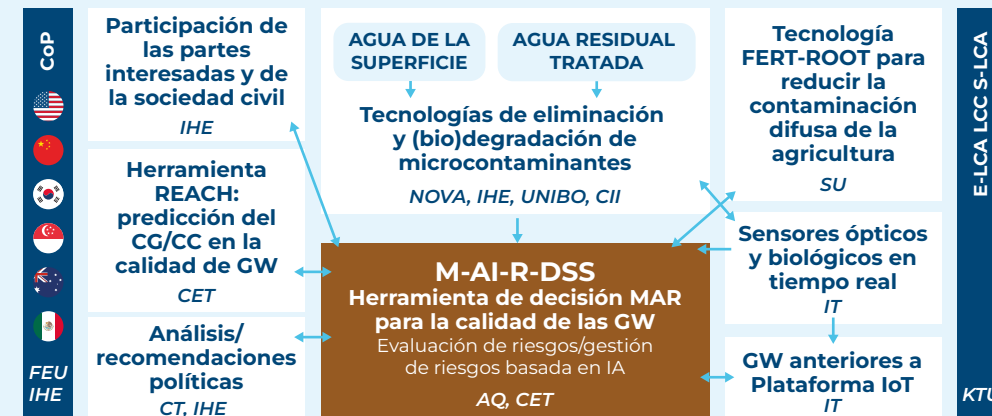 CoP
FEU
IHE
Participación de
las partes
interesadas y de
la sociedad civil
IHE
Herramienta
REACH:
predicción del
CG/CC en la
calidad de GW
CET
Análisis/
recomendaciones
políticas
CT, IHE
AGUA DE LA
SUPERFICIE
AGUA RESIDUAL
TRATADA
Tecnologías de eliminación
y (bio)degradación de
microcontaminantes
NOVA, IHE, UNIBO, CII
M-AI-R-DSS
Herramienta de decisión MAR
para la calidad de las GW
Evaluación de riesgos/gestión
de riesgos basada en IA
AQ, CET
Tecnología
FERT-ROOT para
reducir la
contaminación
difusa de la
agricultura
SU
Sensores ópticos
y biológicos en
tiempo real
IT
GW anteriores a
Plataforma IoT
IT
E-LCA LCC S-LCA
KTU